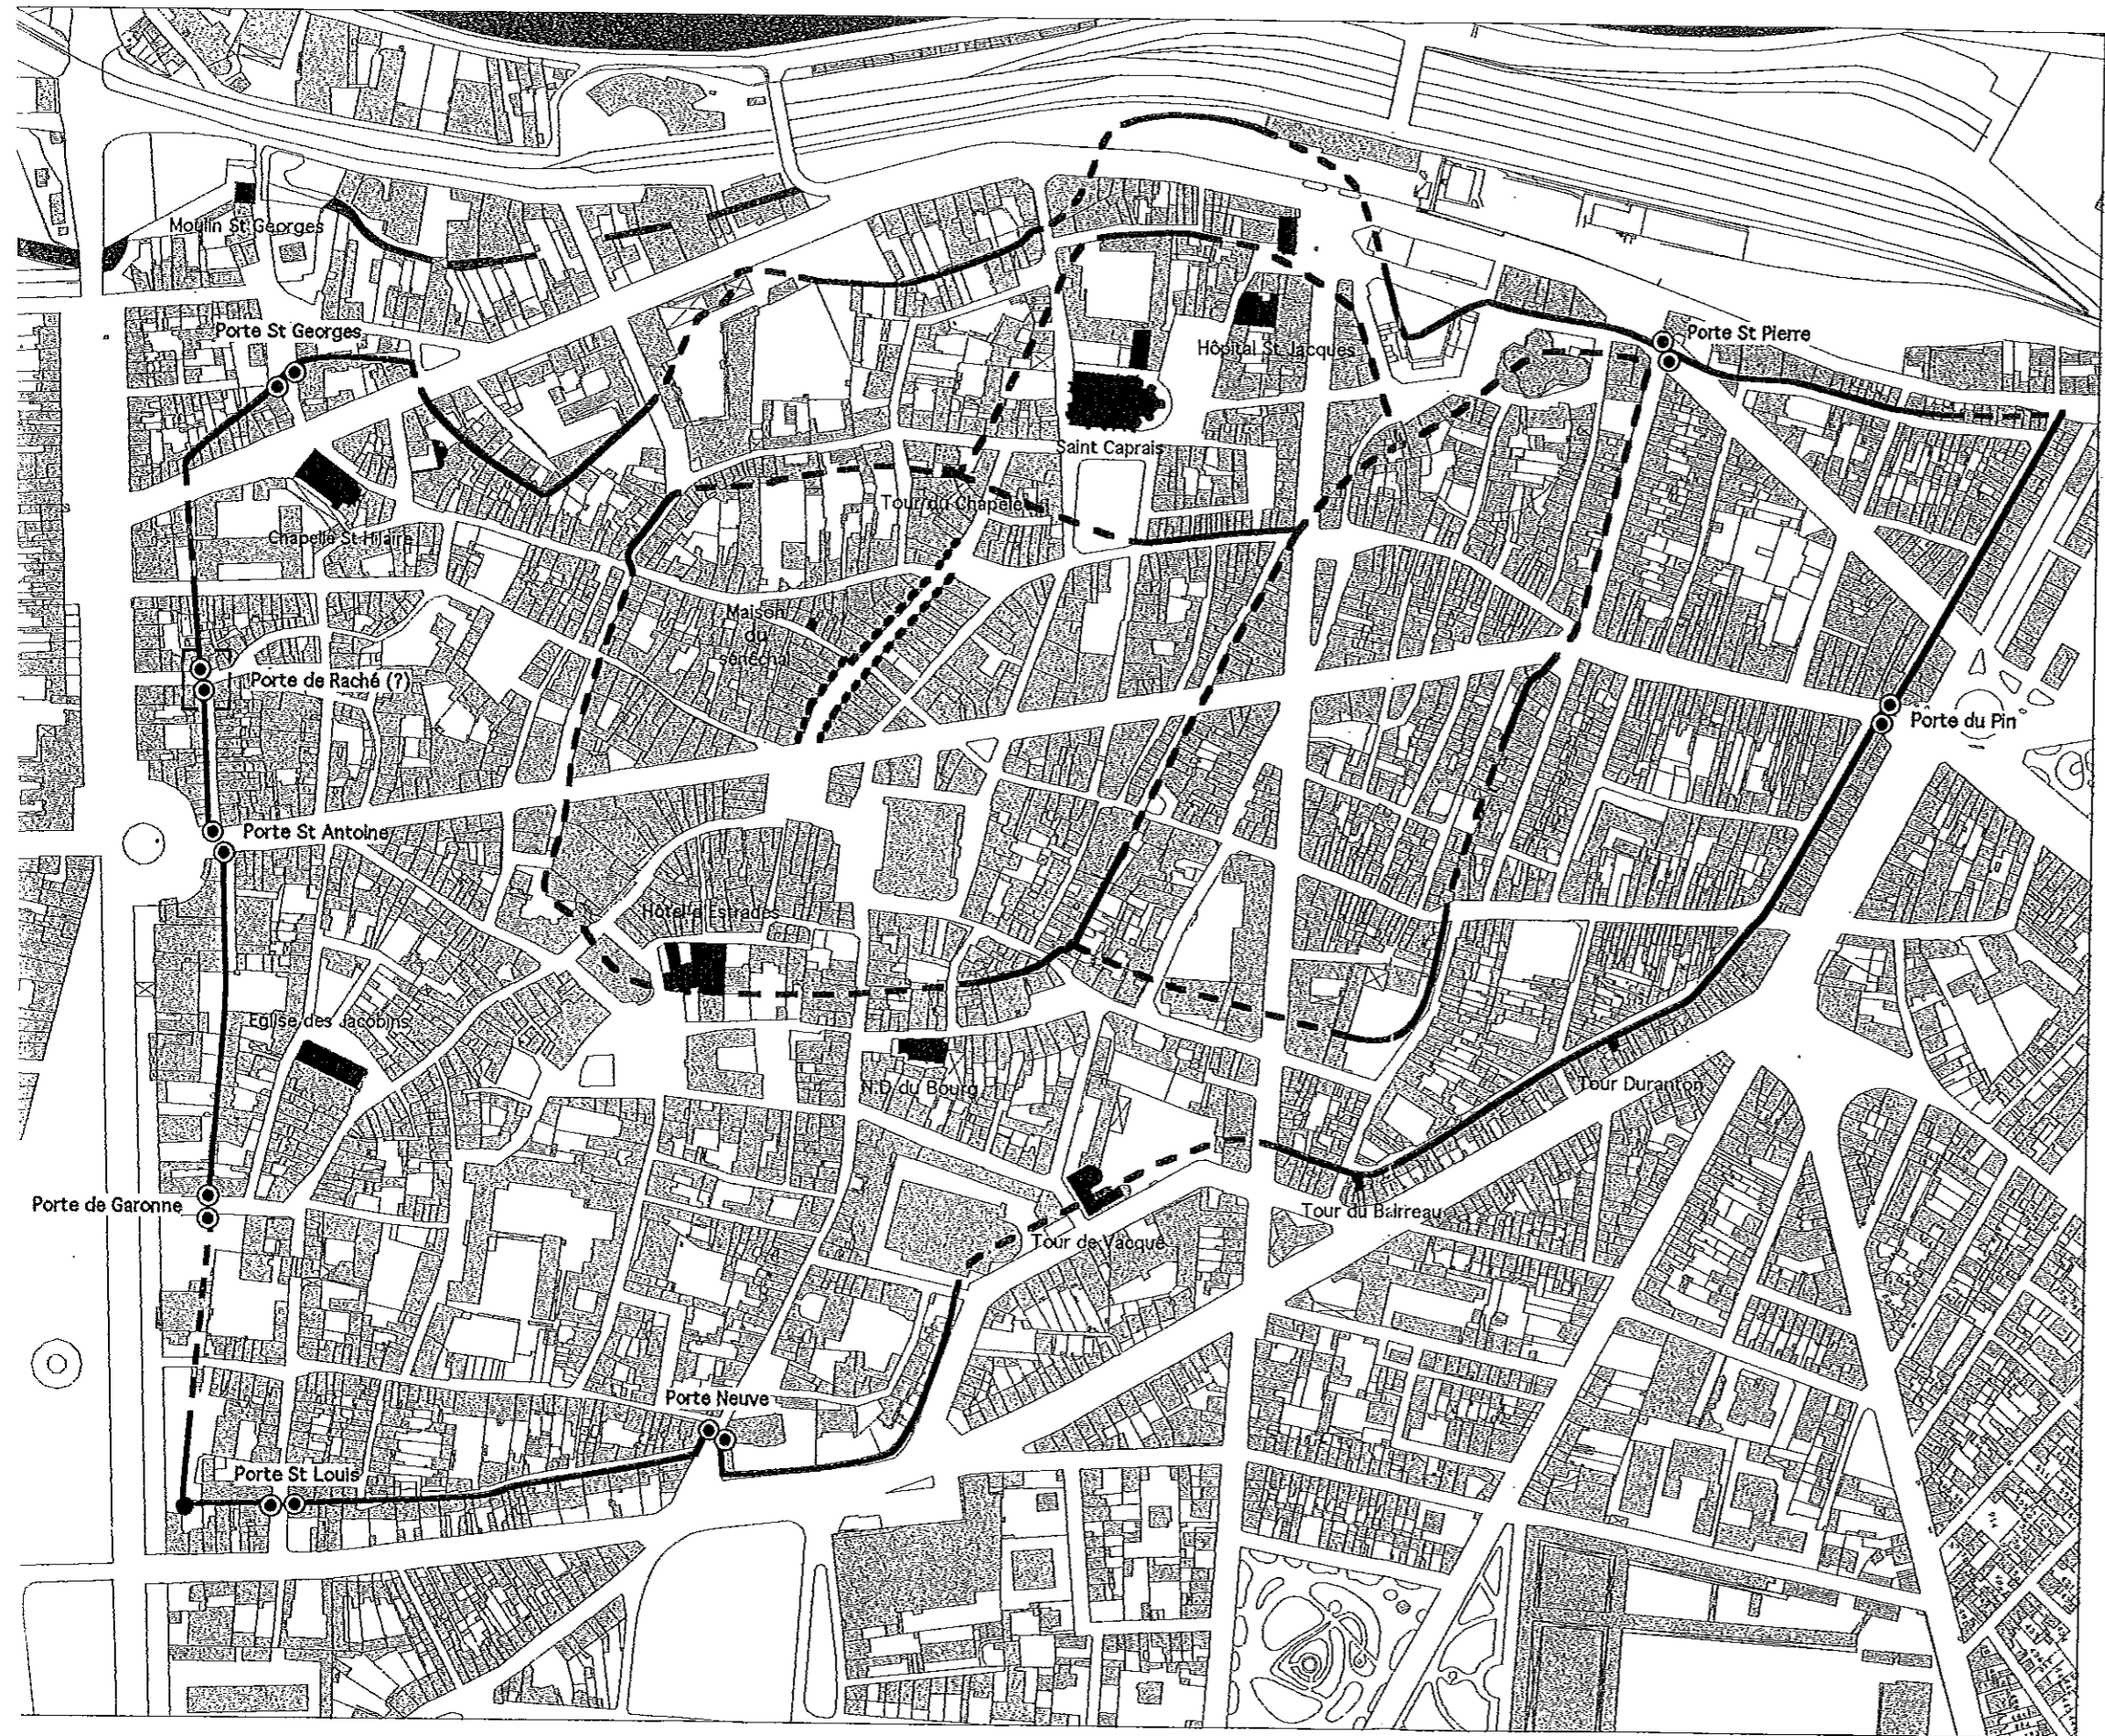 Moulin St Georges
Porte St Georges
Porte St Pierre
Hôpital St Jacques
Saint Caprais
Tour du Chapelet
Chapelle St Hilaire
Maison
du
sénéchal
Porte de Raché (?)
Porte du Pin
Porte St Antoine
Hôtel d'Estrades
Eglise des Jacobins
N.D. du Bourg
Tour Duranton
Porte de Garonne
Tour du Barreau
Tour de Vacque
Porte Neuve
Porte St Louis